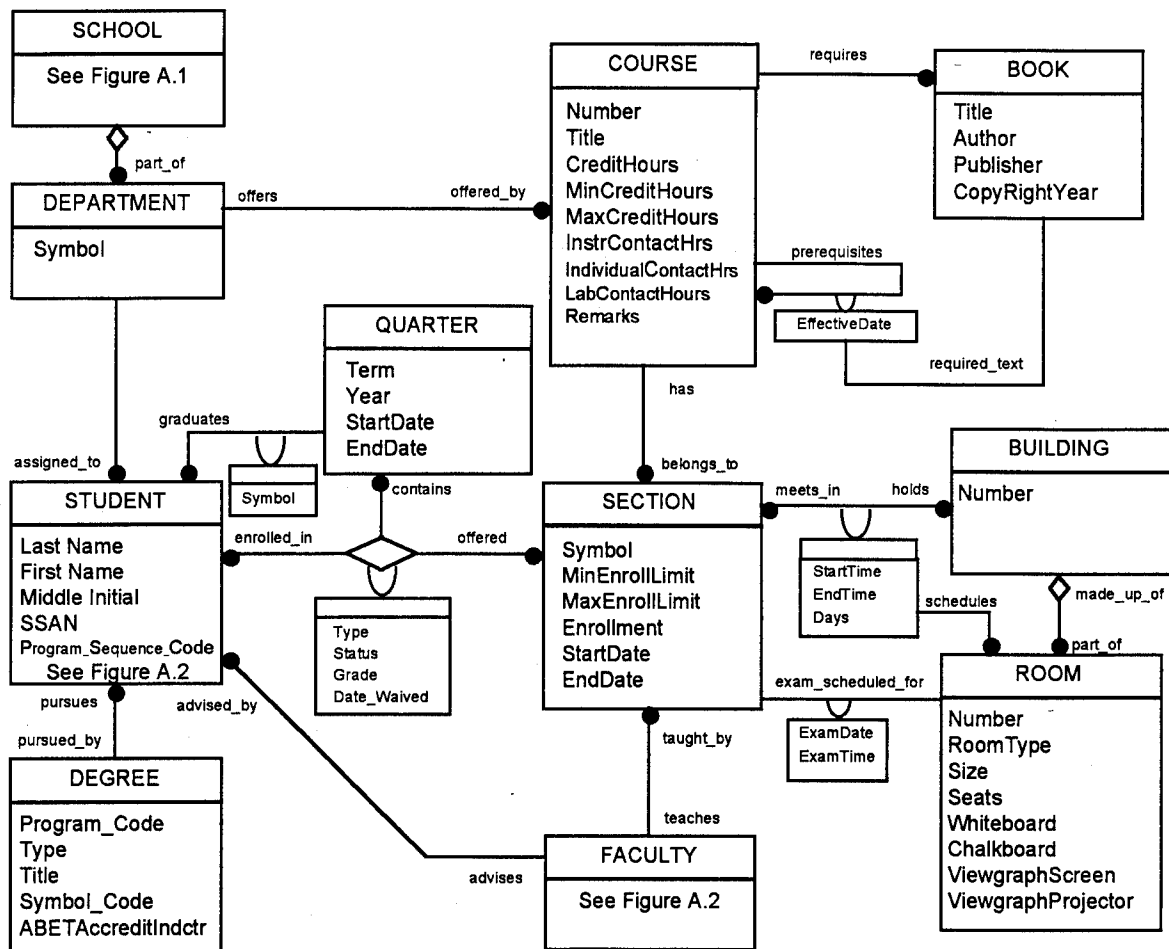 SCHOOL
See Figure A.1
part_of
DEPARTMENT
Symbol
offers
offered_by
COURSE
Number
Title
CreditHours
MinCreditHours
MaxCreditHours
InstrContactHrs
IndividualContactHrs
LabContactHours
Remarks
requires
BOOK
Title
Author
Publisher
CopyRightYear
prerequisites
EffectiveDate
required_text
has
belongs_to
QUARTER
Term
Year
StartDate
EndDate
graduates
Symbol
contains
assigned_to
STUDENT
Last Name
First Name
Middle Initial
SSAN
Program_Sequence_Code
See Figure A.2
enrolled_in
offered
Type
Status
Grade
Date_Waived
SECTION
Symbol
MinEnrollLimit
MaxEnrollLimit
Enrollment
StartDate
EndDate
meets_in
holds
BUILDING
Number
StartTime
EndTime
Days
schedules
made_up_of
part_of
exam_scheduled_for
ExamDate
ExamTime
ROOM
Number
RoomType
Size
Seats
Whiteboard
Chalkboard
ViewgraphScreen
ViewgraphProjector
pursues
pursued_by
advised_by
DEGREE
Program_Code
Type
Title
Symbol_Code
ABETAccreditIndctr
taught_by
teaches
advises
FACULTY
See Figure A.2